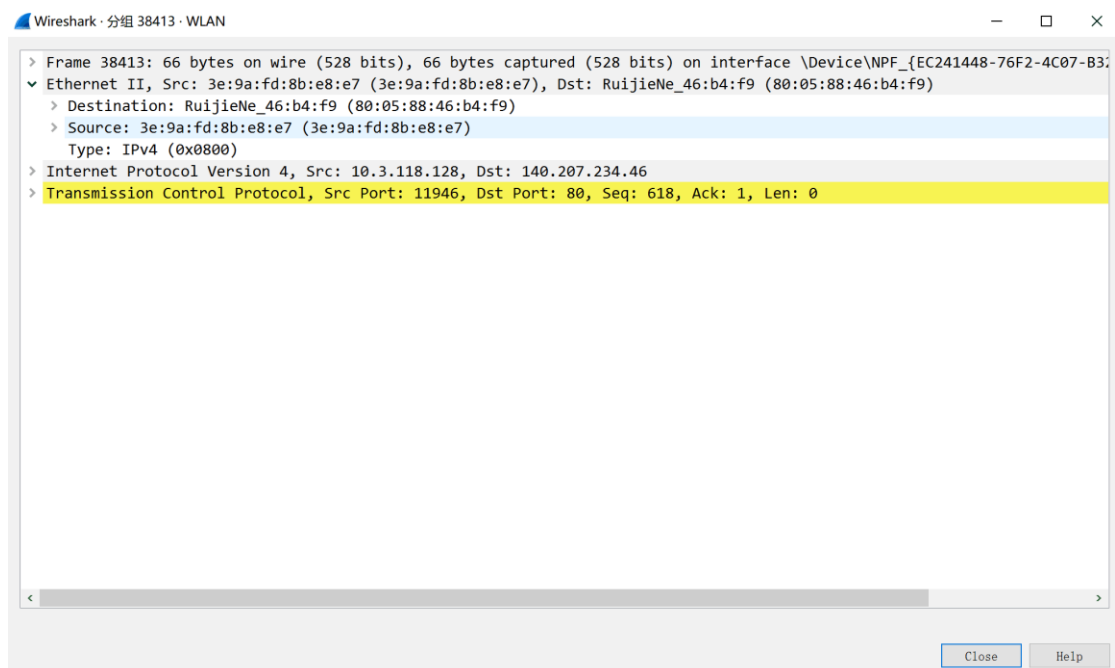 Wireshark · 分组 38413 · WLAN
Frame 38413: 66 bytes on wire (528 bits), 66 bytes captured (528 bits) on interface \Device\NPF_{EC241448-76F2-4C07-B32
Ethernet II, Src: 3e:9a:fd:8b:e8:e7 (3e:9a:fd:8b:e8:e7), Dst: RuijieNe_46:b4:f9 (80:05:88:46:b4:f9)
Destination: RuijieNe_46:b4:f9 (80:05:88:46:b4:f9)
Source: 3e:9a:fd:8b:e8:e7 (3e:9a:fd:8b:e8:e7)
Type: IPv4 (0x0800)
Internet Protocol Version 4, Src: 10.3.118.128, Dst: 140.207.234.46
Transmission Control Protocol, Src Port: 11946, Dst Port: 80, Seq: 618, Ack: 1, Len: 0
Close Help